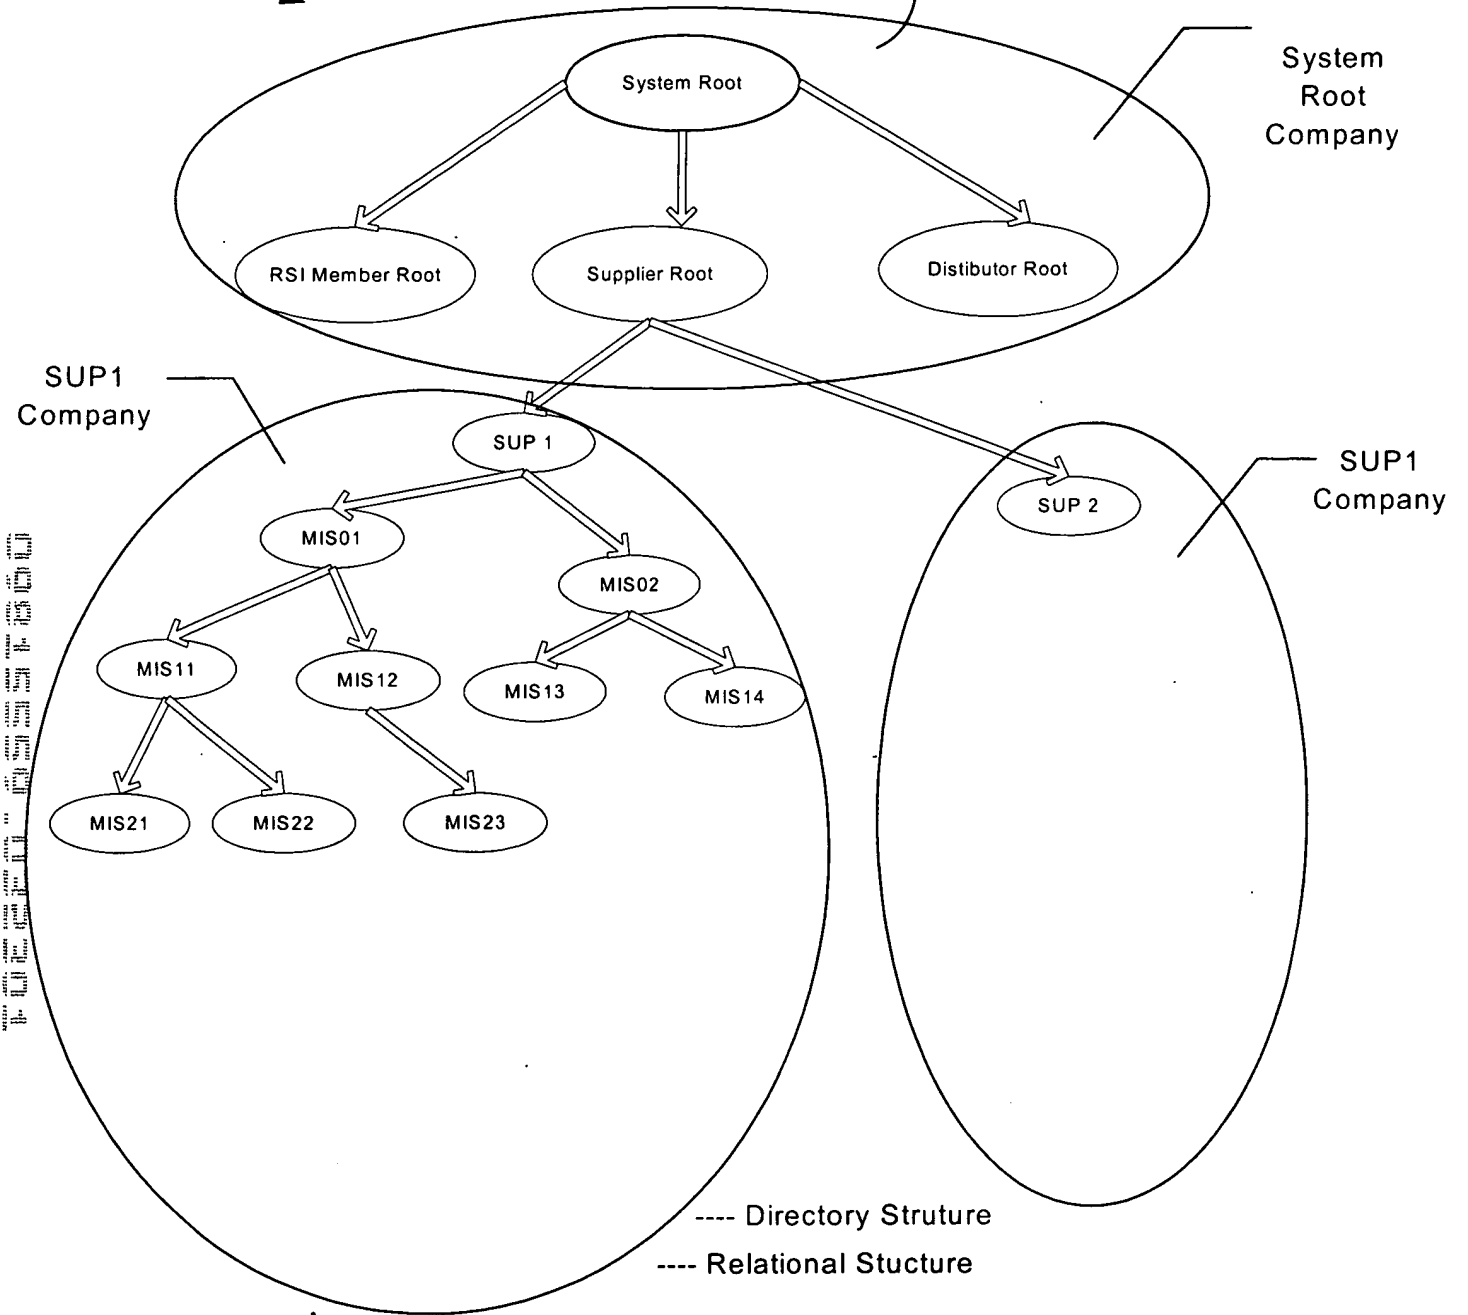 System Root
System
Root
Company
RSI Member Root
Supplier Root
Distibutor Root
SUP1
Company
SUP 1
SUP1
Company
SUP 2
MIS01
MIS02
MIS11
MIS12
MIS13
MIS14
MIS21
MIS22
MIS23
---- Directory Struture
---- Relational Stucture